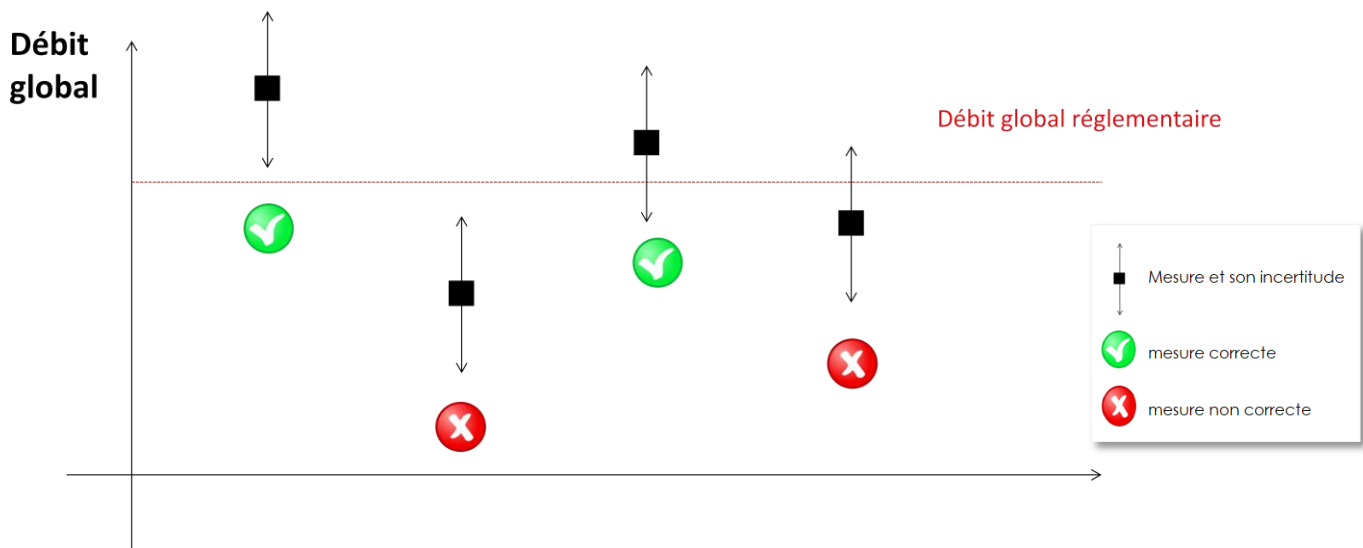 Débit
global
Débit global réglementaire
Mesure et son incertitude
mesure correcte
mesure non correcte